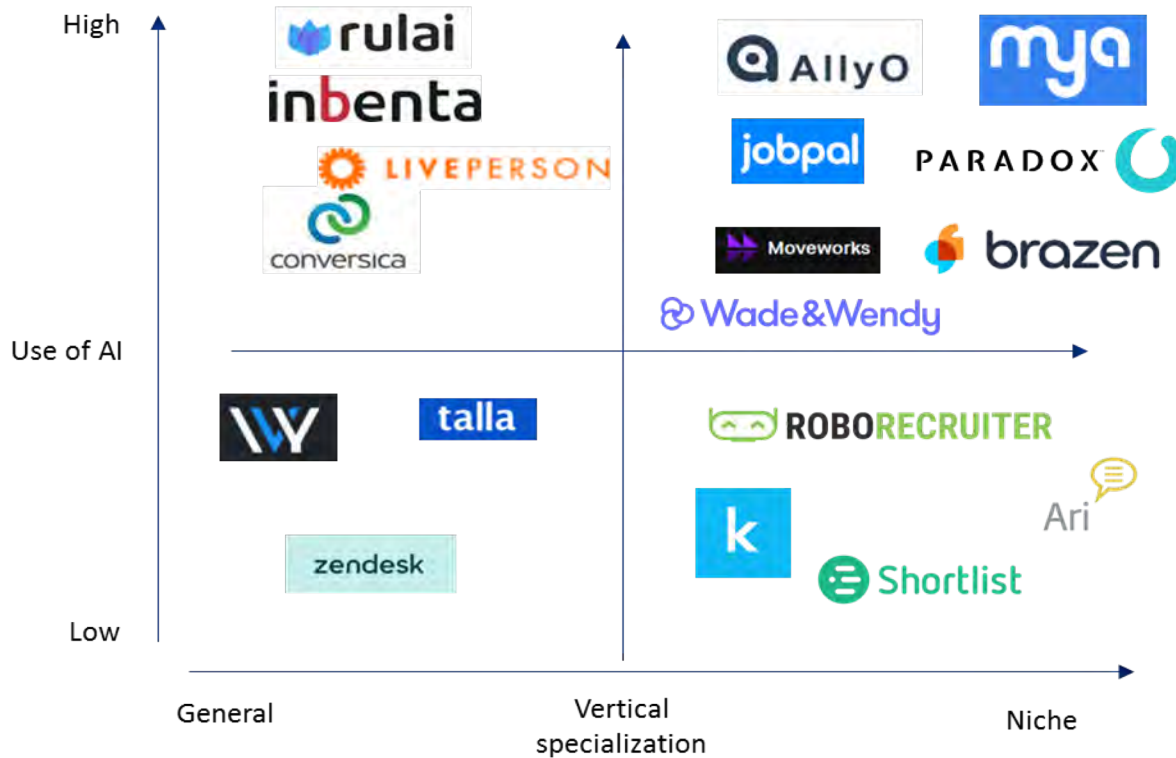 High
rulai
inbenta
LIVEPERSON
conversica
AllyO
mya
jobpal
PARADOX
Moveworks
brazen
Wade&Wendy
Use of AI
talla
zendesk
ROBORECRUITER
k
Ari
Shortlist
Low
General
Vertical
specialization
Niche